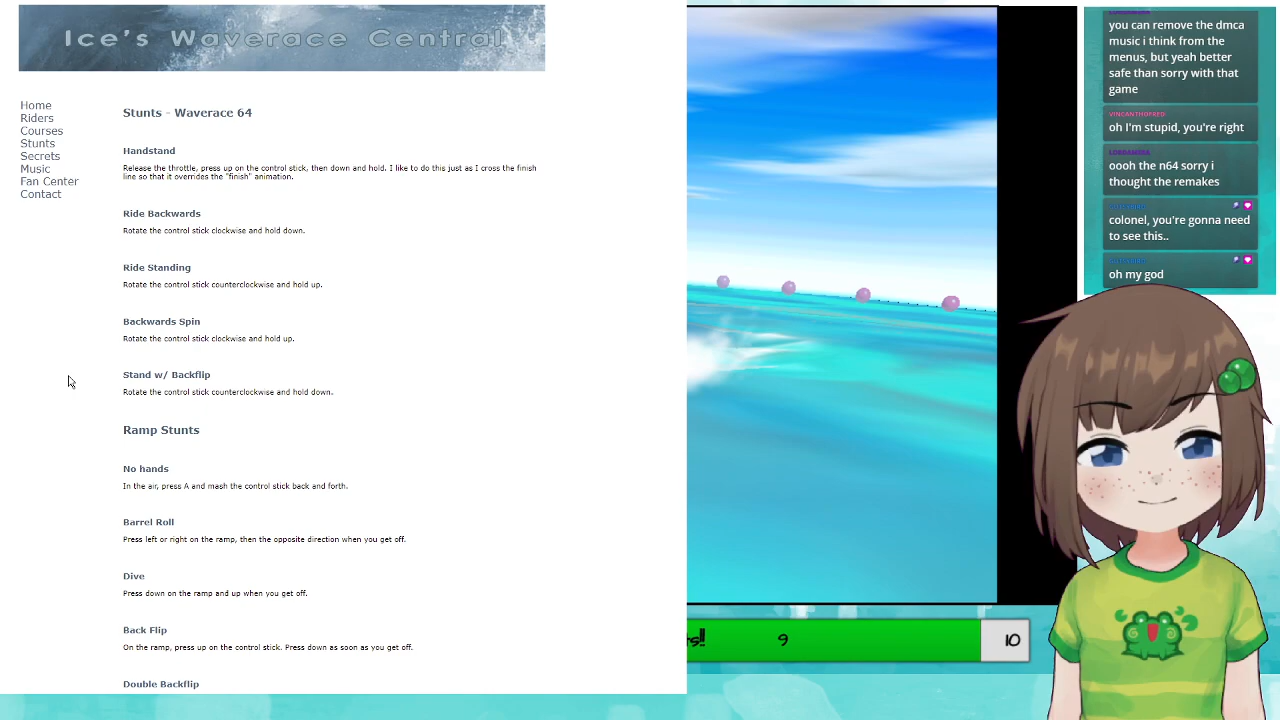 Ice's Waverace Central
Home
Riders
Courses
Stunts
Secrets
Music
Fan Center
Contact
Stunts - Waverace 64
Handstand
Release the throttle, press up on the control stick, then down and hold. I like to do this just as I cross the finish
line so that it overrides the "finish" animation.
Ride Backwards
Rotate the control stick clockwise and hold down.
Ride Standing
Rotate the control stick counterclockwise and hold up.
Backwards Spin
Rotate the control stick clockwise and hold up.
Stand w/ Backflip
Rotate the control stick counterclockwise and hold down.
Ramp Stunts
No hands
In the air, press A and mash the control stick back and forth.
Barrel Roll
Press left or right on the ramp, then the opposite direction when you get off.
Dive
Press down on the ramp and up when you get off.
Back Flip
On the ramp, press up on the control stick. Press down as soon as you get off.
Double Backflip
9
10
you can remove the dmca
music i think from the
menus, but yeah better
safe than sorry with that
game
oh I'm stupid, you're right
oooh the n64 sorry i
thought the remakes
colonel, you're gonna need
to see this..
oh my god